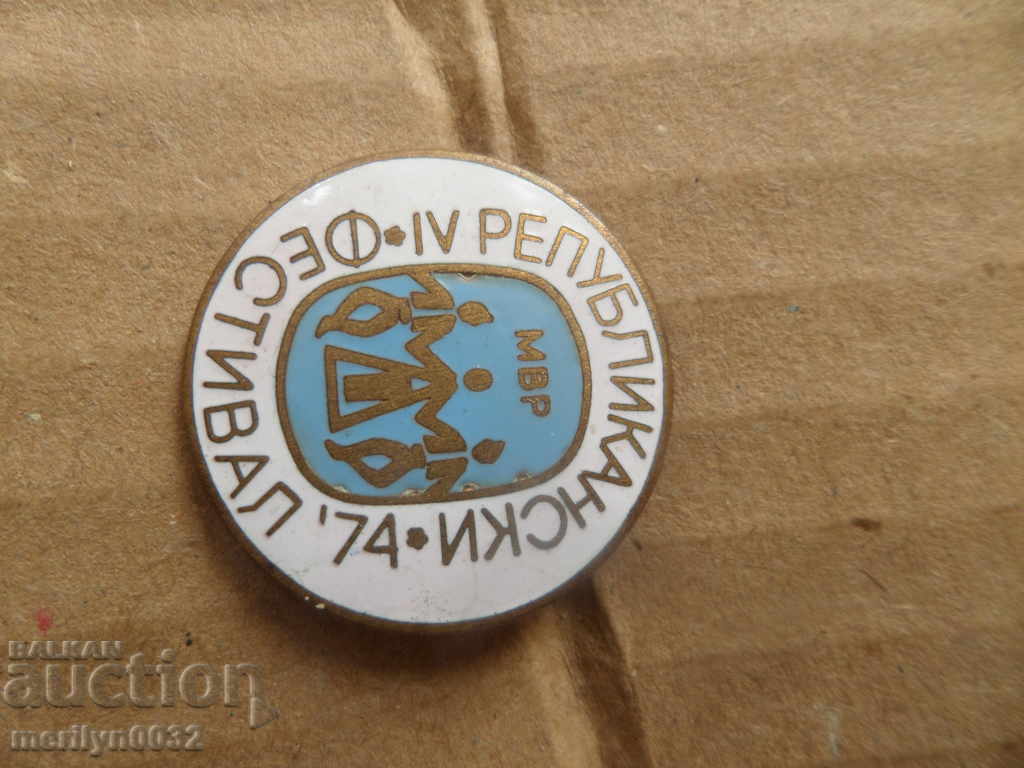 IV РЕПУБЛИКАНСКИ
МВР
ФЕСТИВАЛ '74
BALKAN
auction
merilyn0032